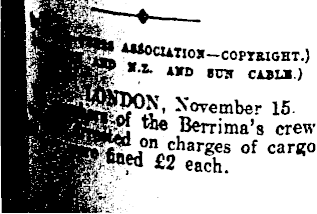 ASSOCIATION—COPYRIGHT.)
AND N.Z. AND SUN CABLE.)
LONDON, November 15.
of the Berrima's crew
on charges of cargo
fined £2 each.